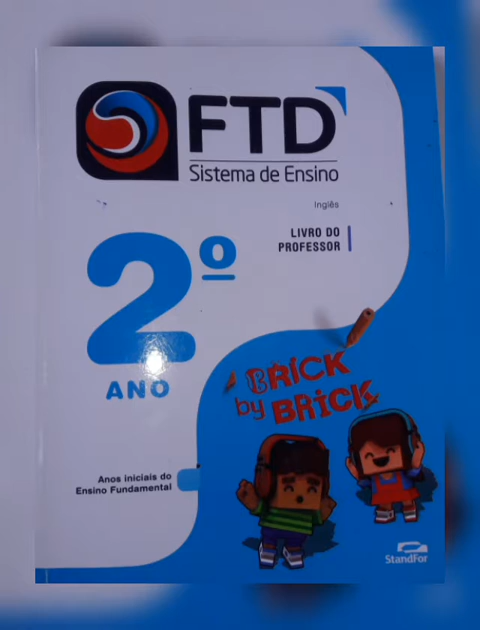 FTD
Sistema de Ensino
Inglês
LIVRO DO
PROFESSOR
2º
ANO
BRiCK
by BRiCK
Anos iniciais do
Ensino Fundamental
StandFor